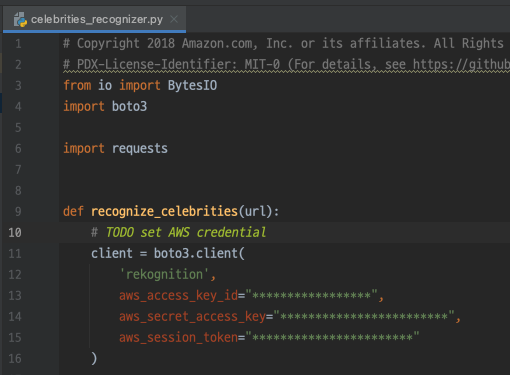 celebrities_recognizer.py ×
1 # Copyright 2018 Amazon.com, Inc. or its affiliates. All Rights
2 # PDX-License-Identifier: MIT-0 (For details, see https://github
3 from io import BytesIO
4 import boto3
5
6 import requests
7
8
9 def recognize_celebrities(url):
10 # TODO set AWS credential
11 client = boto3.client(
12 'rekognition',
13 aws_access_key_id="*****************",
14 aws_secret_access_key="************************",
15 aws_session_token="***********************"
16 )